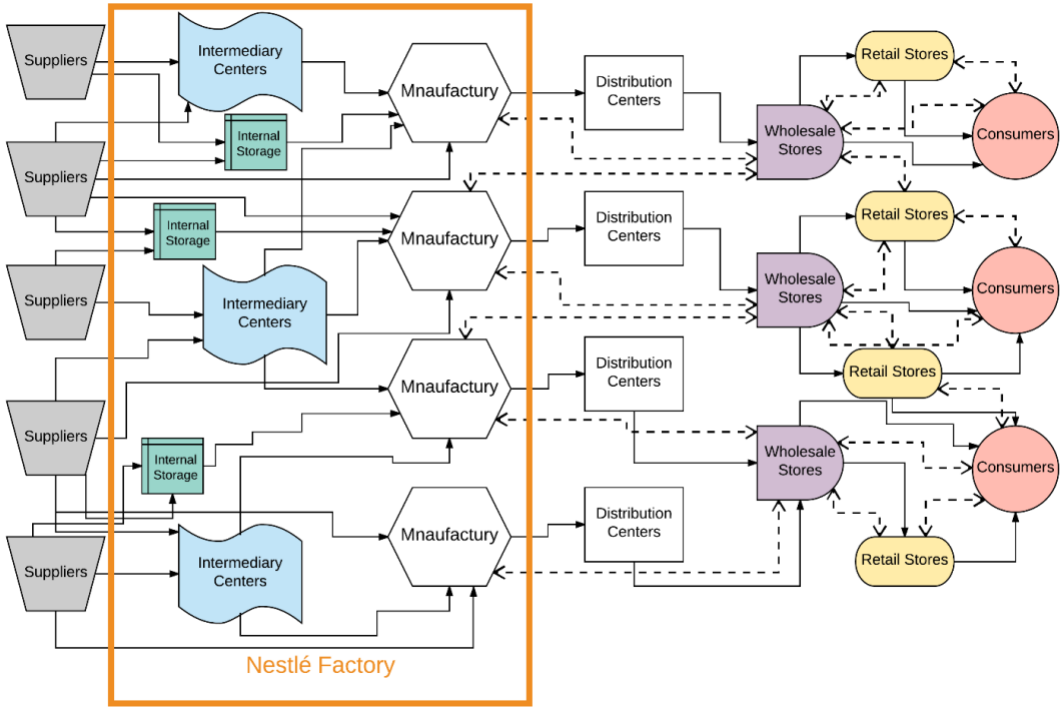 Suppliers
Intermediary
Centers
Mnaufactury
Distribution
Centers
Retail Stores
Wholesale
Stores
Consumers
Internal
Storage
Suppliers
Internal
Storage
Mnaufactury
Distribution
Centers
Retail Stores
Wholesale
Stores
Consumers
Suppliers
Intermediary
Centers
Mnaufactury
Distribution
Centers
Retail Stores
Suppliers
Internal
Storage
Wholesale
Stores
Consumers
Suppliers
Intermediary
Centers
Mnaufactury
Distribution
Centers
Retail Stores
Nestlé Factory